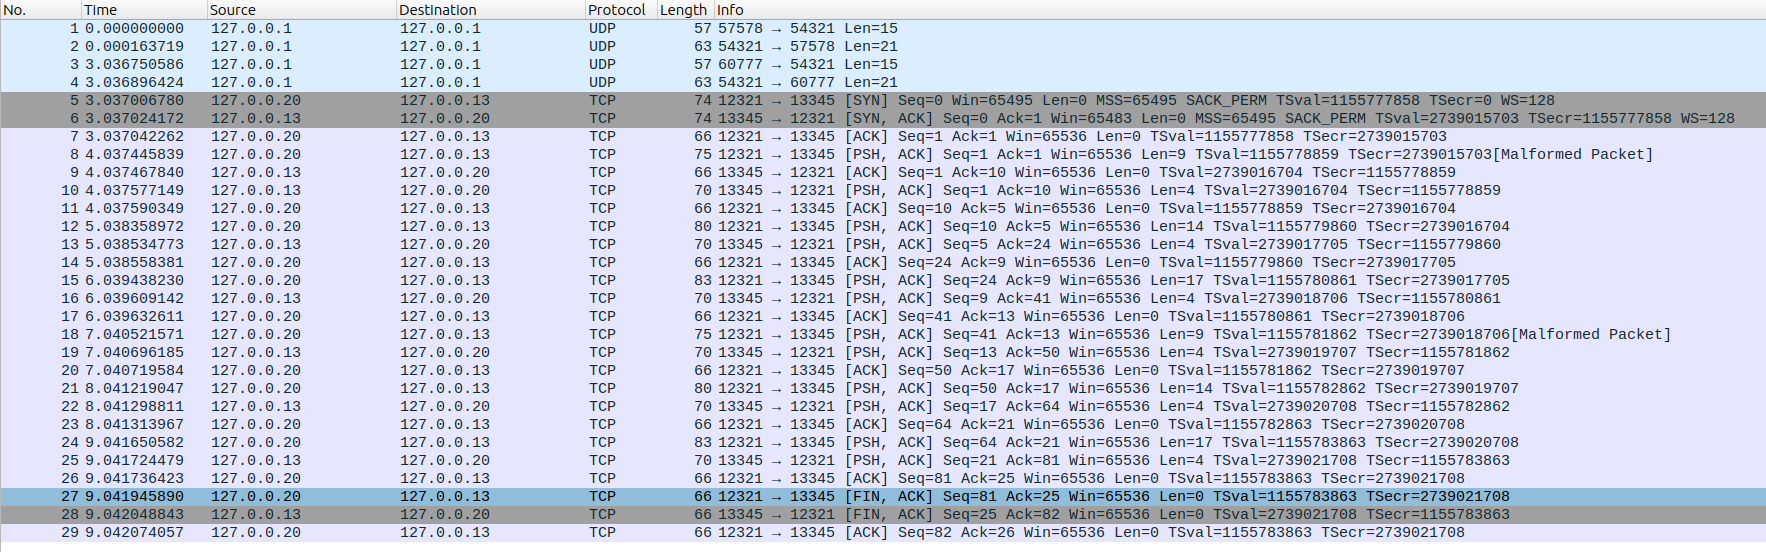 No. Time Source Destination Protocol Length Info
1 0.000000000 127.0.0.1 127.0.0.1 UDP 57 57578 → 54321 Len=15
2 0.000163719 127.0.0.1 127.0.0.1 UDP 63 54321 → 57578 Len=21
3 3.036750586 127.0.0.1 127.0.0.1 UDP 57 60777 → 54321 Len=15
4 3.036896424 127.0.0.1 127.0.0.1 UDP 63 54321 → 60777 Len=21
5 3.037006780 127.0.0.20 127.0.0.13 TCP 74 12321 → 13345 [SYN] Seq=0 Win=65495 Len=0 MSS=65495 SACK_PERM TSval=1155777858 TSecr=0 WS=128
6 3.037024172 127.0.0.13 127.0.0.20 TCP 74 13345 → 12321 [SYN, ACK] Seq=0 Ack=1 Win=65483 Len=0 MSS=65495 SACK_PERM TSval=2739015703 TSecr=1155777858 WS=128
7 3.037042262 127.0.0.20 127.0.0.13 TCP 66 12321 → 13345 [ACK] Seq=1 Ack=1 Win=65536 Len=0 TSval=1155777858 TSecr=2739015703
8 4.037445839 127.0.0.20 127.0.0.13 TCP 75 12321 → 13345 [PSH, ACK] Seq=1 Ack=1 Win=65536 Len=9 TSval=1155778859 TSecr=2739015703[Malformed Packet]
9 4.037467840 127.0.0.13 127.0.0.20 TCP 66 13345 → 12321 [ACK] Seq=1 Ack=10 Win=65536 Len=0 TSval=2739016704 TSecr=1155778859
10 4.037577149 127.0.0.13 127.0.0.20 TCP 70 13345 → 12321 [PSH, ACK] Seq=1 Ack=10 Win=65536 Len=4 TSval=2739016704 TSecr=1155778859
11 4.037590349 127.0.0.20 127.0.0.13 TCP 66 12321 → 13345 [ACK] Seq=10 Ack=5 Win=65536 Len=0 TSval=1155778859 TSecr=2739016704
12 5.038358972 127.0.0.20 127.0.0.13 TCP 80 12321 → 13345 [PSH, ACK] Seq=10 Ack=5 Win=65536 Len=14 TSval=1155779860 TSecr=2739016704
13 5.038534773 127.0.0.13 127.0.0.20 TCP 70 13345 → 12321 [PSH, ACK] Seq=5 Ack=24 Win=65536 Len=4 TSval=2739017705 TSecr=1155779860
14 5.038558381 127.0.0.20 127.0.0.13 TCP 66 12321 → 13345 [ACK] Seq=24 Ack=9 Win=65536 Len=0 TSval=1155779860 TSecr=2739017705
15 6.039438230 127.0.0.20 127.0.0.13 TCP 83 12321 → 13345 [PSH, ACK] Seq=24 Ack=9 Win=65536 Len=17 TSval=1155780861 TSecr=2739017705
16 6.039609142 127.0.0.13 127.0.0.20 TCP 70 13345 → 12321 [PSH, ACK] Seq=9 Ack=41 Win=65536 Len=4 TSval=2739018706 TSecr=1155780861
17 6.039632611 127.0.0.20 127.0.0.13 TCP 66 12321 → 13345 [ACK] Seq=41 Ack=13 Win=65536 Len=0 TSval=1155780861 TSecr=2739018706
18 7.040521571 127.0.0.20 127.0.0.13 TCP 75 12321 → 13345 [PSH, ACK] Seq=41 Ack=13 Win=65536 Len=9 TSval=1155781862 TSecr=2739018706[Malformed Packet]
19 7.040696185 127.0.0.13 127.0.0.20 TCP 70 13345 → 12321 [PSH, ACK] Seq=13 Ack=50 Win=65536 Len=4 TSval=2739019707 TSecr=1155781862
20 7.040719584 127.0.0.20 127.0.0.13 TCP 66 12321 → 13345 [ACK] Seq=50 Ack=17 Win=65536 Len=0 TSval=1155781862 TSecr=2739019707
21 8.041219047 127.0.0.20 127.0.0.13 TCP 80 12321 → 13345 [PSH, ACK] Seq=50 Ack=17 Win=65536 Len=14 TSval=1155782862 TSecr=2739019707
22 8.041298811 127.0.0.13 127.0.0.20 TCP 70 13345 → 12321 [PSH, ACK] Seq=17 Ack=64 Win=65536 Len=4 TSval=2739020708 TSecr=1155782862
23 8.041313967 127.0.0.20 127.0.0.13 TCP 66 12321 → 13345 [ACK] Seq=64 Ack=21 Win=65536 Len=0 TSval=1155782863 TSecr=2739020708
24 9.041650582 127.0.0.20 127.0.0.13 TCP 83 12321 → 13345 [PSH, ACK] Seq=64 Ack=21 Win=65536 Len=17 TSval=1155783863 TSecr=2739020708
25 9.041724479 127.0.0.13 127.0.0.20 TCP 70 13345 → 12321 [PSH, ACK] Seq=21 Ack=81 Win=65536 Len=4 TSval=2739021708 TSecr=1155783863
26 9.041736423 127.0.0.20 127.0.0.13 TCP 66 12321 → 13345 [ACK] Seq=81 Ack=25 Win=65536 Len=0 TSval=1155783863 TSecr=2739021708
27 9.041945890 127.0.0.20 127.0.0.13 TCP 66 12321 → 13345 [FIN, ACK] Seq=81 Ack=25 Win=65536 Len=0 TSval=1155783863 TSecr=2739021708
28 9.042048843 127.0.0.13 127.0.0.20 TCP 66 13345 → 12321 [FIN, ACK] Seq=25 Ack=82 Win=65536 Len=0 TSval=2739021708 TSecr=1155783863
29 9.042074057 127.0.0.20 127.0.0.13 TCP 66 12321 → 13345 [ACK] Seq=82 Ack=26 Win=65536 Len=0 TSval=1155783863 TSecr=2739021708